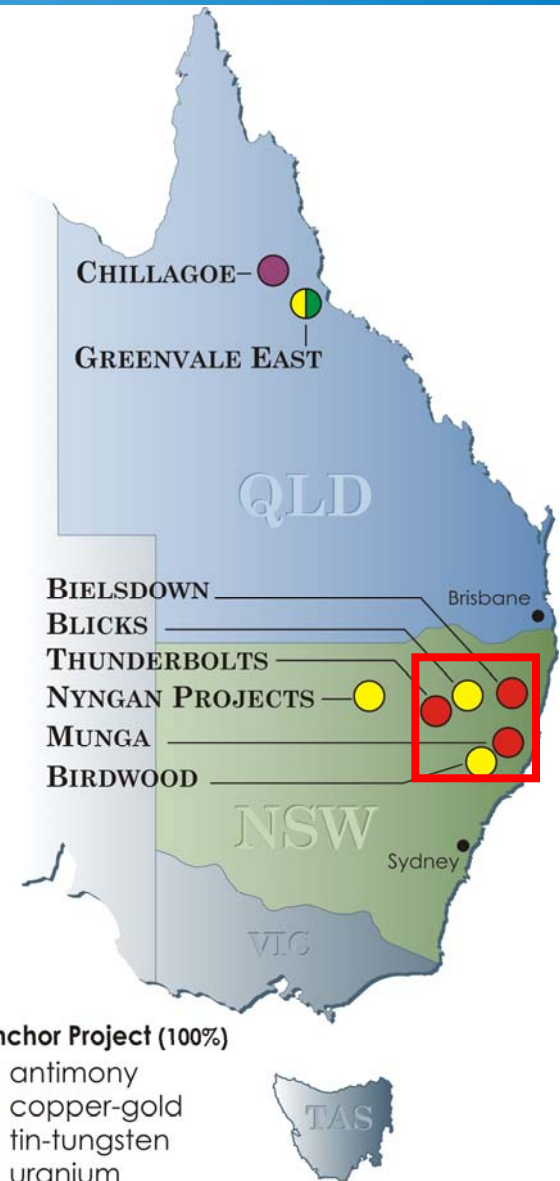 CHILLAGOE
GREENVALE EAST
QLD
BIELSDOWN
Brisbane
BLICKS
THUNDERBOLTS
NYNGAN PROJECTS
MUNGA
BIRDWOOD
NSW
Sydney
VIC
nchor Project (100%)
antimony
copper-gold
TAS
tin-tungsten
uranium